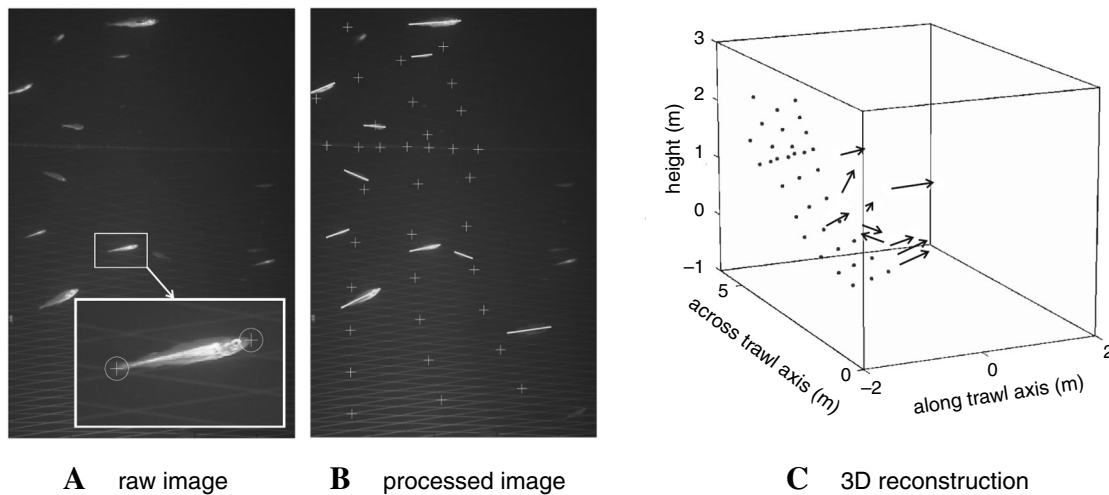 A raw image
B processed image
3
2
1
0
–1
height (m)
5
0
across trawl axis (m)
–2
0
2
along trawl axis (m)
C 3D reconstruction